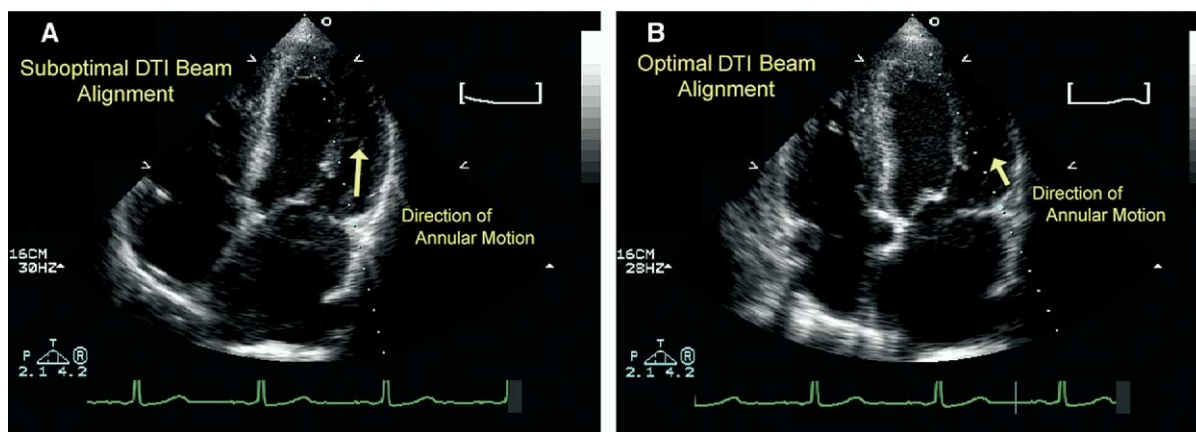 A
Suboptimal DTI Beam
Alignment
Direction of
Annular Motion
16CM
30HZ
P T R
2.1 4.2
B
Optimal DTI Beam
Alignment
Direction of
Annular Motion
16CM
28HZ
P T R
2.1 4.2